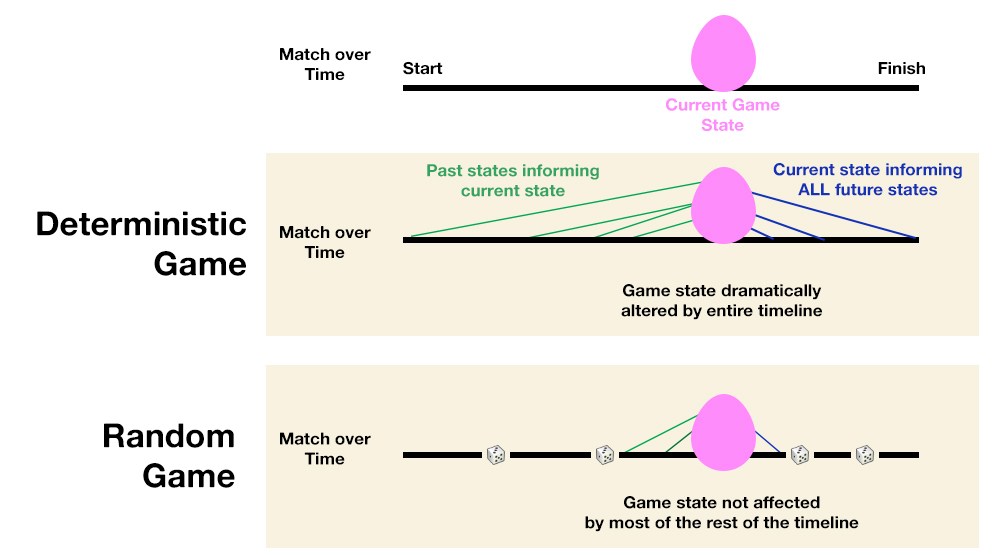 Match over
Time
Start
Finish
Current Game
State
Deterministic
Game
Past states informing
current state
Current state informing
ALL future states
Match over
Time
Game state dramatically
altered by entire timeline
Random
Game
Match over
Time
Game state not affected
by most of the rest of the timeline